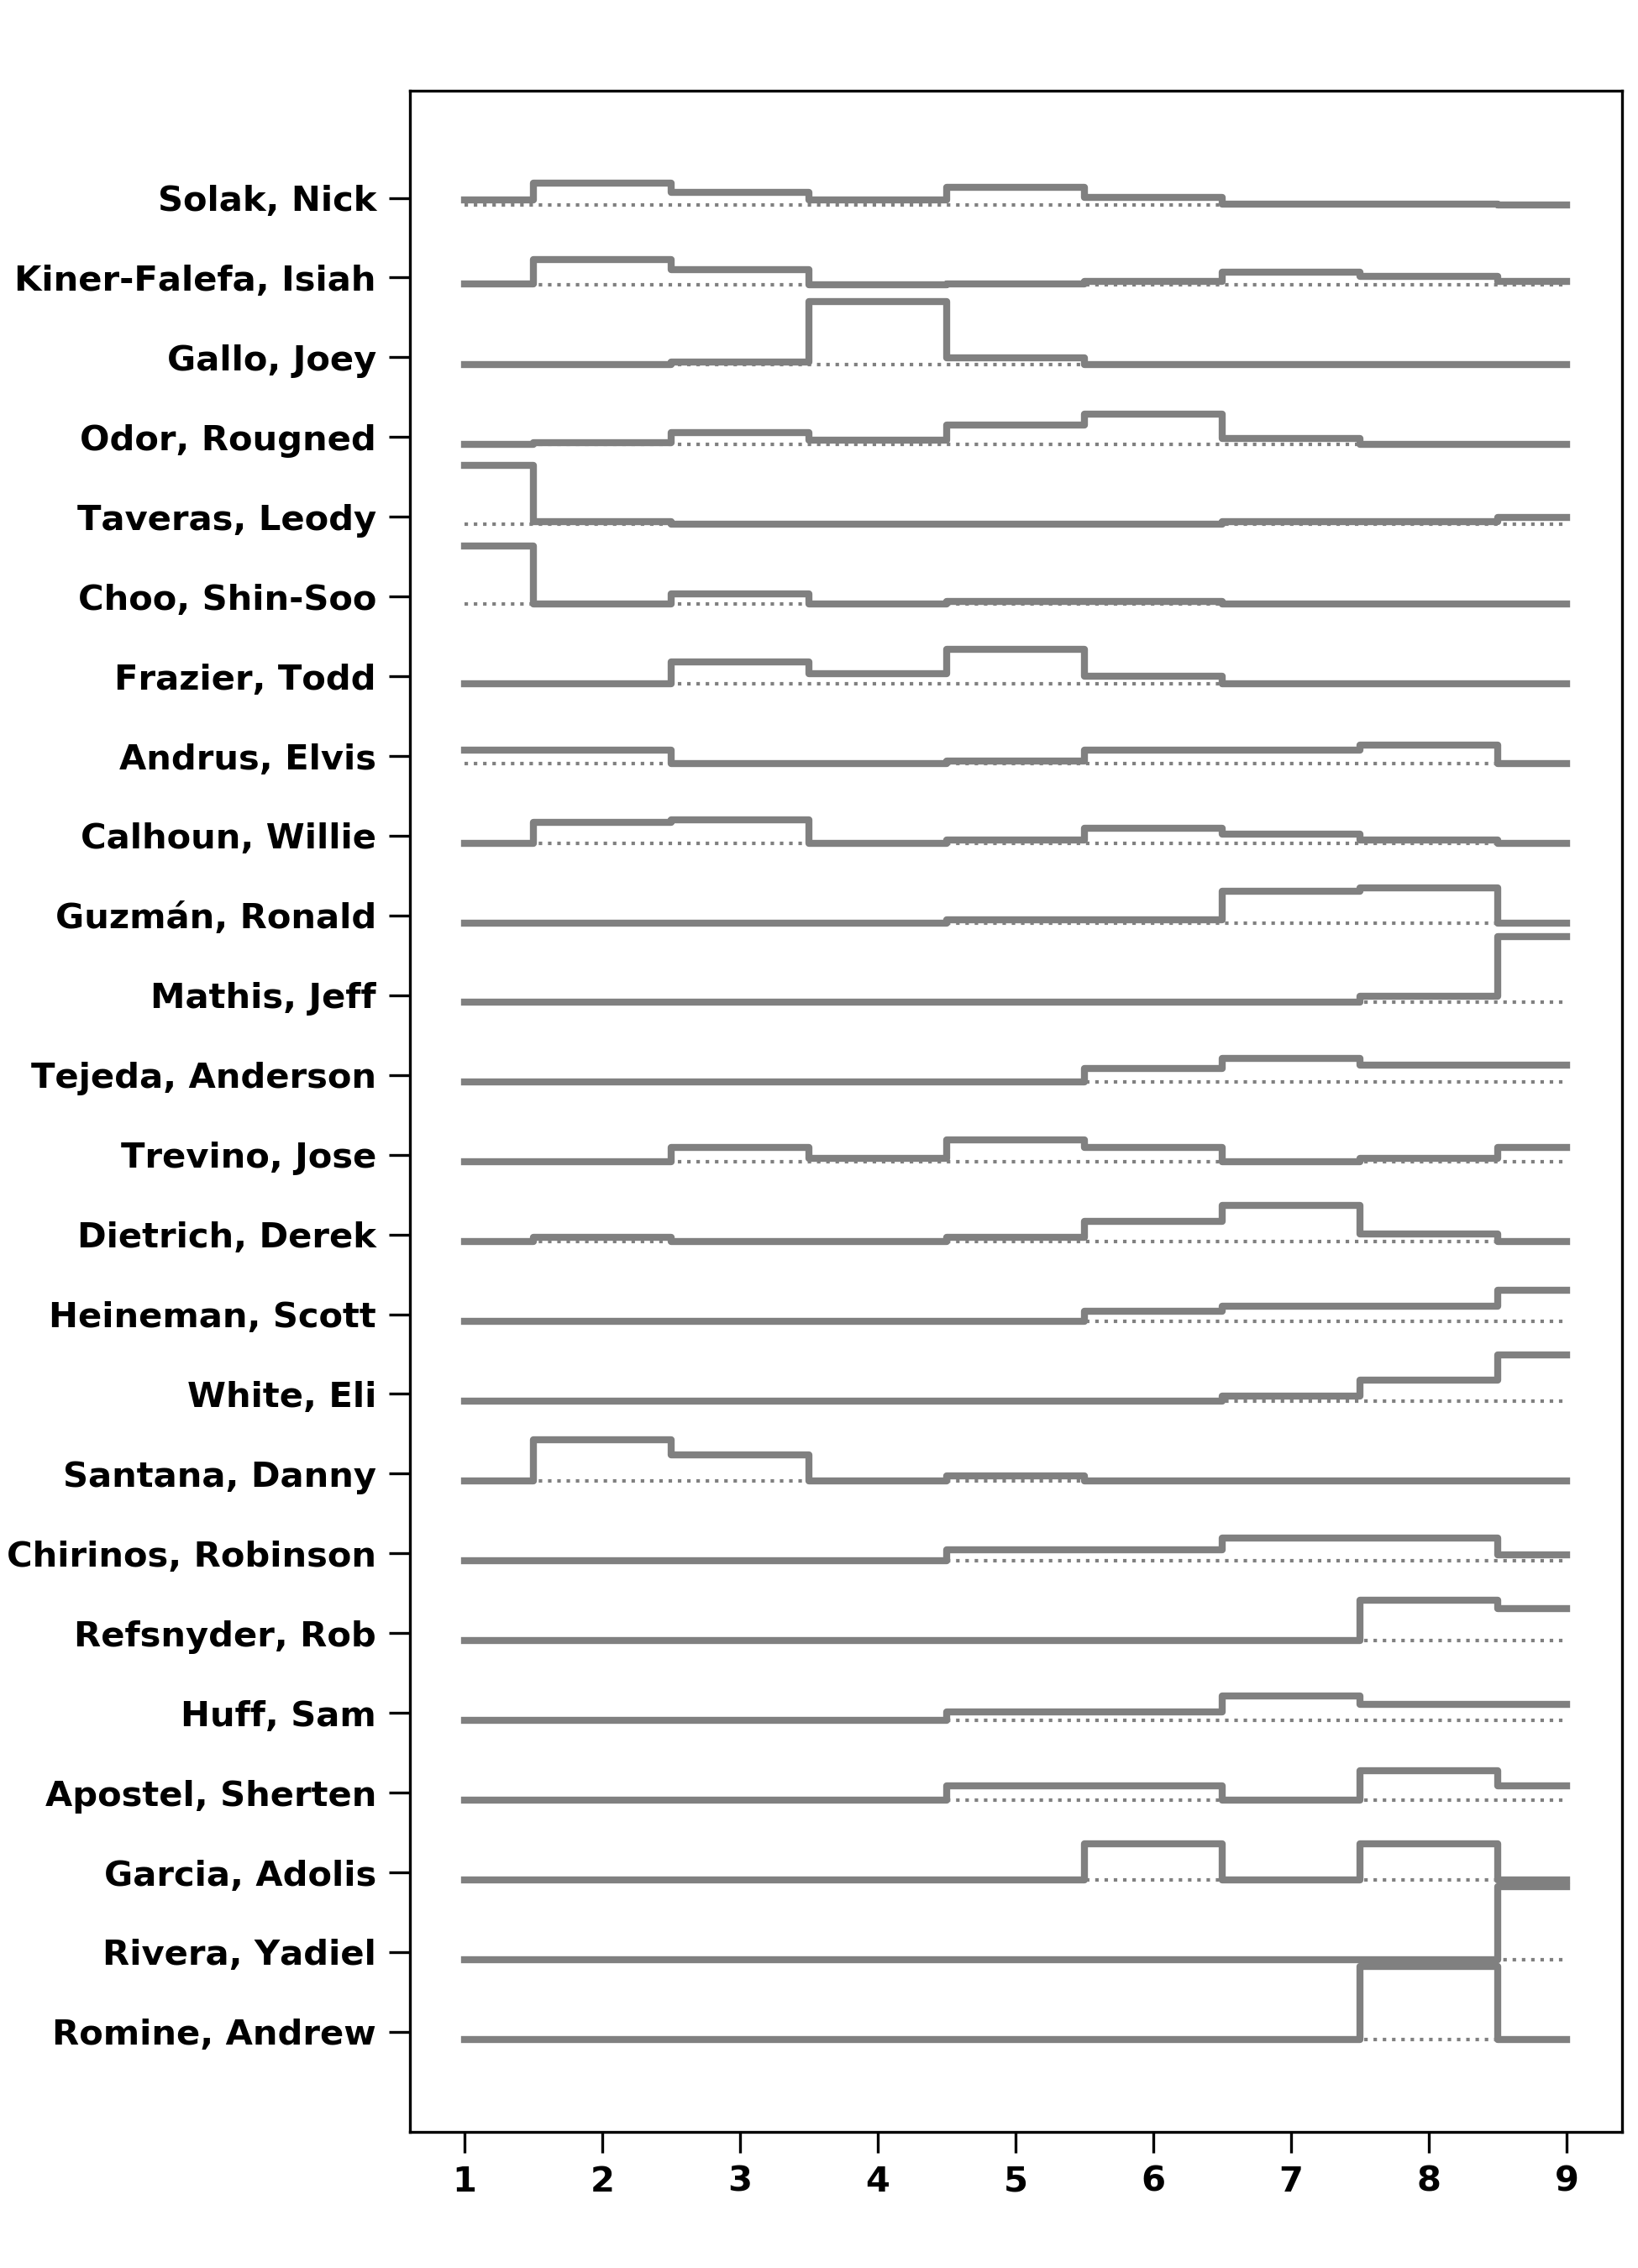 Solak, Nick
Kiner-Falefa, Isiah
Gallo, Joey
Odor, Rougned
Taveras, Leody
Choo, Shin-Soo
Frazier, Todd
Andrus, Elvis
Calhoun, Willie
Guzmán, Ronald
Mathis, Jeff
Tejeda, Anderson
Trevino, Jose
Dietrich, Derek
Heineman, Scott
White, Eli
Santana, Danny
Chirinos, Robinson
Refsnyder, Rob
Huff, Sam
Apostel, Sherten
Garcia, Adolis
Rivera, Yadiel
Romine, Andrew
1 2 3 4 5 6 7 8 9